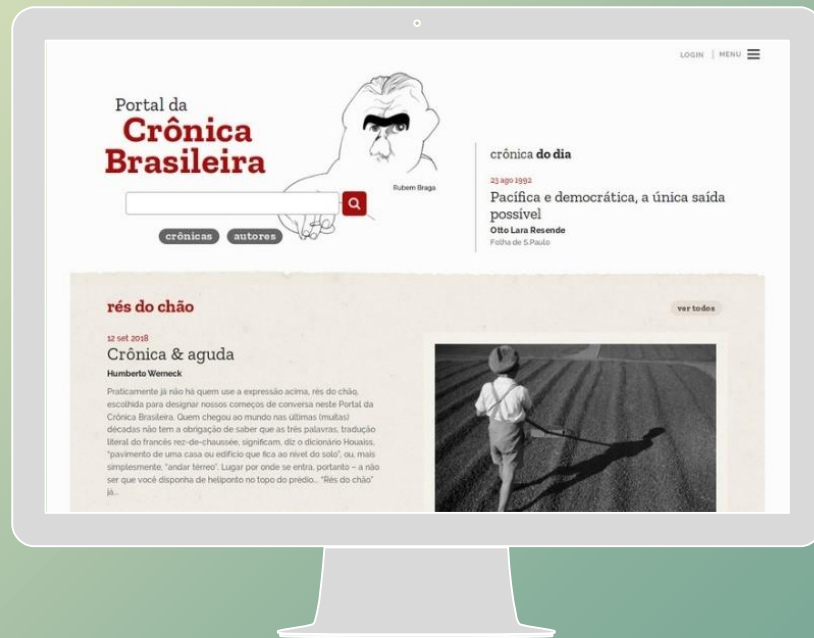 LOGIN | MENU
Portal da
Crônica
Brasileira
Rubem Braga
crônicas autores
crônica do dia
23 ago 1992
Pacífica e democrática, a única saída
possível
Otto Lara Resende
Folha de S.Paulo
rés do chão
ver todos
12 set 2018
Crônica & aguda
Humberto Werneck
Praticamente já não há quem use a expressão acima, rés do chão,
escolhida para designar nossos começos de conversa neste Portal da
Crônica Brasileira. Quem chegou ao mundo nas últimas (muitas)
décadas não tem a obrigação de saber que as três palavras, tradução
literal do francês rez-de-chaussée, significam, diz o dicionário Houaiss,
"pavimento de uma casa ou edifício que fica ao nível do solo", ou, mais
simplesmente, "andar térreo". Lugar por onde se entra, portanto – a não
ser que você disponha de heliponto no topo do prédio... "Rés do chão"
já...